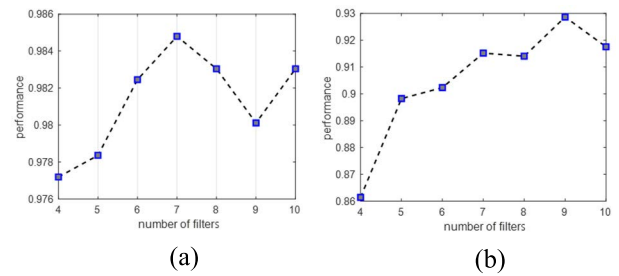 0.986
0.984
0.982
0.98
0.978
0.976
performance
4 5 6 7 8 9 10
number of filters
(a)
0.93
0.92
0.91
0.9
0.89
0.88
0.87
0.86
performance
4 5 6 7 8 9 10
number of filters
(b)